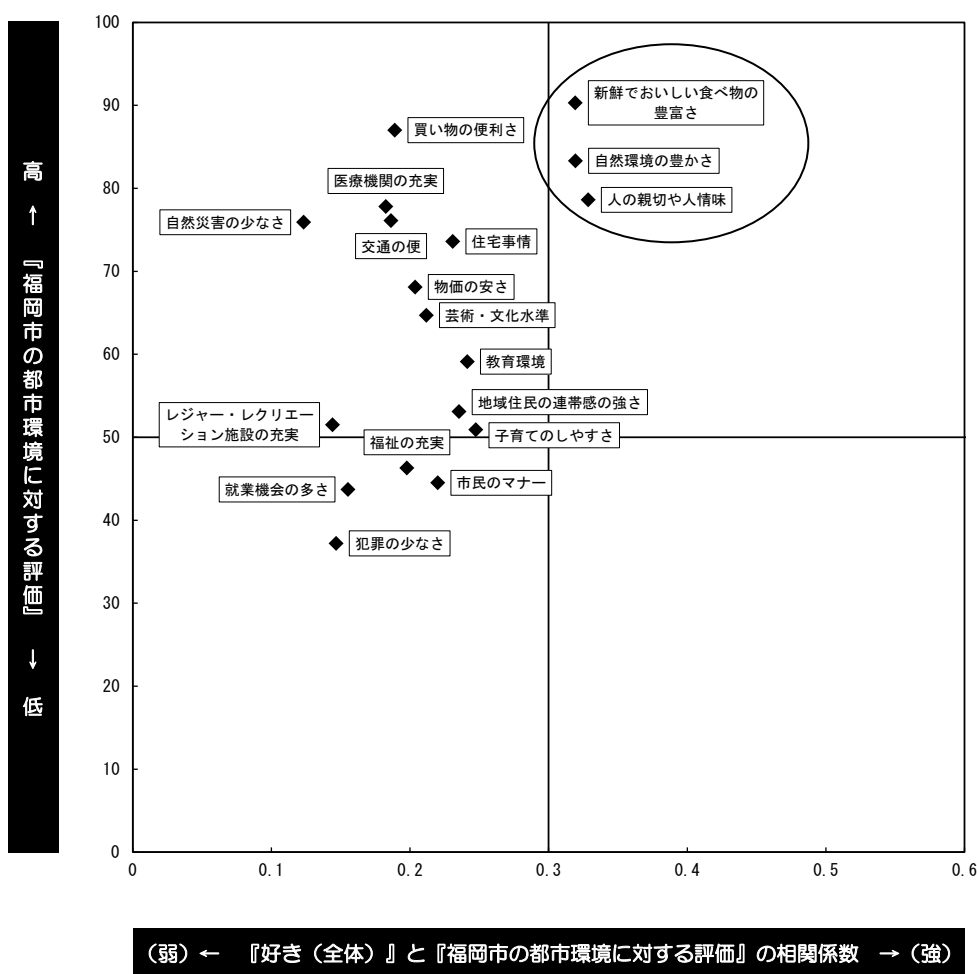 高 ↑ 『福岡市の都市環境に対する評価』 ↓ 低
100
90
80
70
60
50
40
30
20
10
0
新鮮でおいしい食べ物の
豊富さ
買い物の便利さ
自然環境の豊かさ
医療機関の充実
人の親切や人情味
自然災害の少なさ
交通の便
住宅事情
物価の安さ
芸術・文化水準
教育環境
地域住民の連帯感の強さ
レジャー・レクリエー
ション施設の充実
子育てのしやすさ
福祉の充実
市民のマナー
就業機会の多さ
犯罪の少なさ
0
0.1
0.2
0.3
0.4
0.5
0.6
(弱) ← 『好き(全体)』と『福岡市の都市環境に対する評価』の相関係数 → (強)